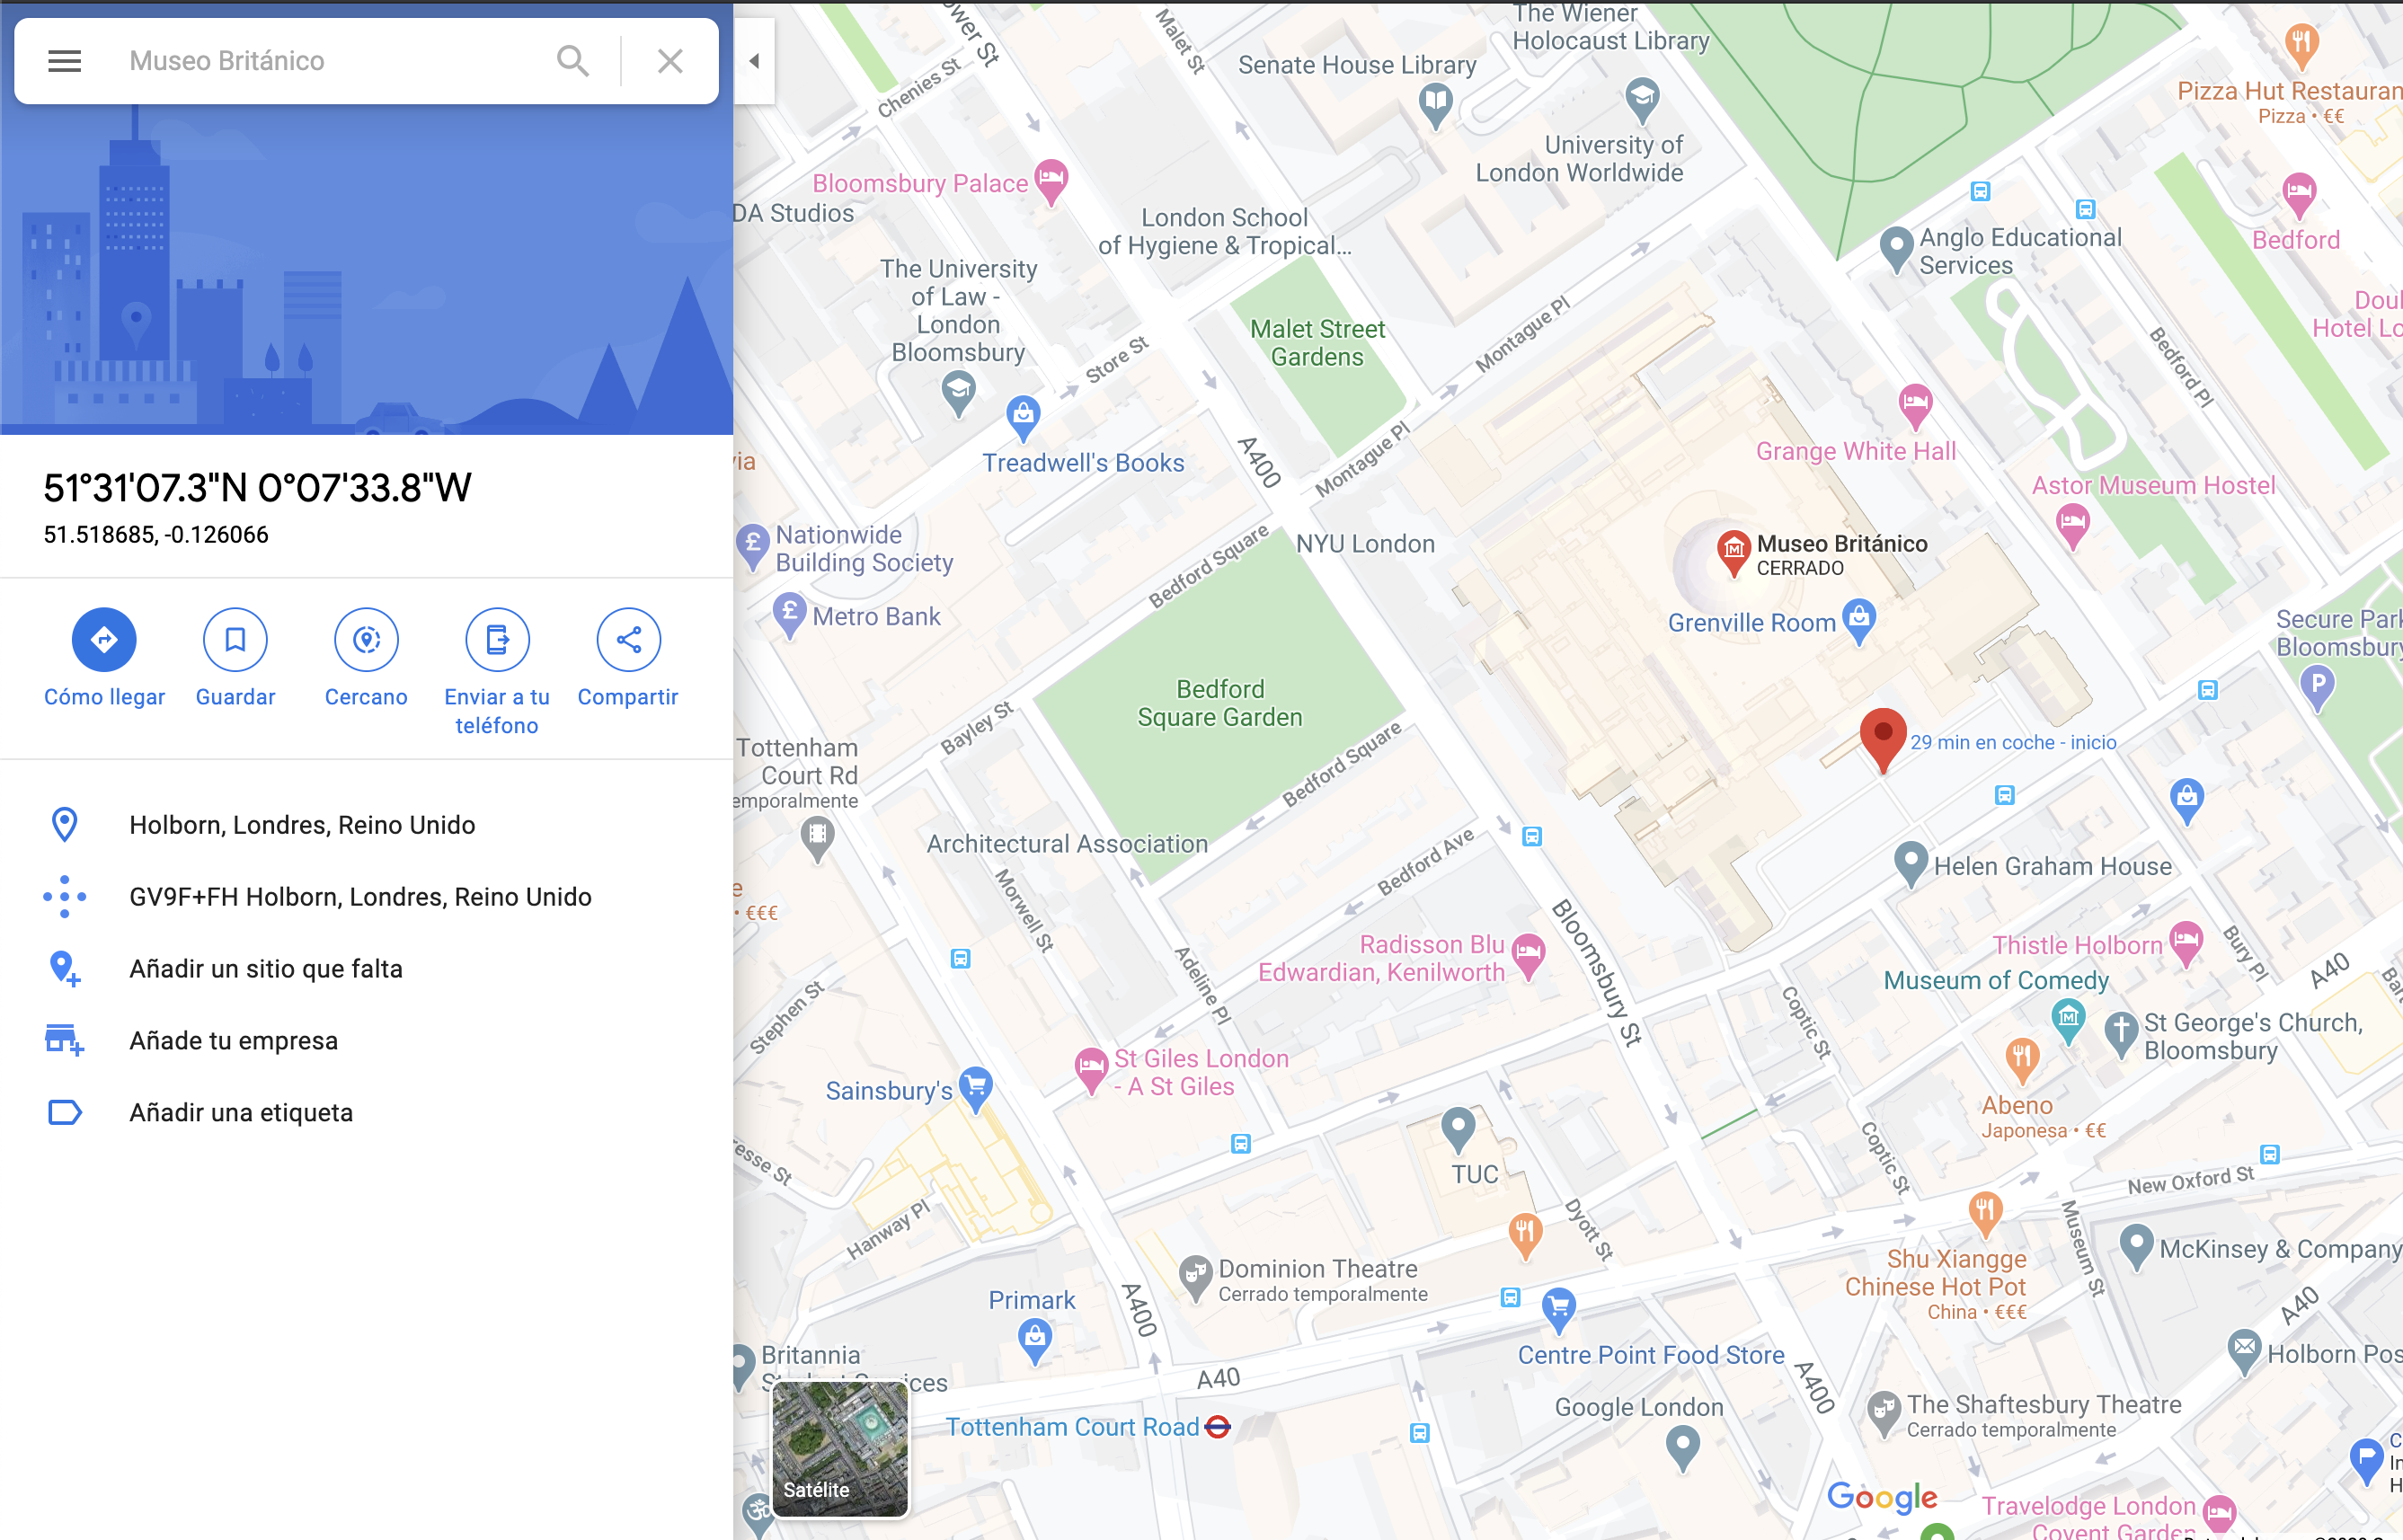 Museo Británico
51°31'07.3"N 0°07'33.8"W
51.518685, -0.126066
Cómo llegar
Guardar
Cercano
Enviar a tu
teléfono
Compartir
Holborn, Londres, Reino Unido
GV9F+FH Holborn, Londres, Reino Unido
Añadir un sitio que falta
Añade tu empresa
Añadir una etiqueta
The Wiener
Holocaust Library
Senate House Library
Malet St
Chenies St
University of
London Worldwide
Pizza Hut Restauran
Pizza • €€
Bloomsbury Palace
DA Studios
London School
of Hygiene & Tropical...
Anglo Educational
Services
Bedford
The University
of Law -
London
Bloomsbury
Malet Street
Gardens
Montague Pl
Store St
Bedford Pl
Hotel
Treadwell's Books
A400
Montague Pl
Grange White Hall
Astor Museum Hostel
Nationwide
Building Society
Bedford Square
NYU London
Museo Británico
CERRADO
Metro Bank
Grenville Room
Secure
Bloomsbury
P
Bedford
Square Garden
Bayley St
Bedford Square
29 min en coche - inicio
Tottenham
Court Rd
emporalmente
Architectural Association
Bedford Ave
Helen Graham House
• €€€
Morwell St
Adeline Pl
Bloomsbury St
Radisson Blu
Edwardian, Kenilworth
Thistle Holborn
Bury Pl
A40
Museum of Comedy
Stephen St
Coptic St
St George's Church,
Bloomsbury
St Giles London
- A St Giles
Sainsbury's
Abeno
Japonesa • €€
TUC
Coptic St
New Oxford St
Hanway Pl
Dyott St
Museum St
Dominion Theatre
Cerrado temporalmente
Shu Xiangge
Chinese Hot Pot
China • €€€
McKinsey & Company
Primark
A400
A40
Britannia
ces
A40
Centre Point Food Store
A400
Holborn Pos
Tottenham Court Road
Google London
The Shaftesbury Theatre
Cerrado temporalmente
Satélite
Google
Travelodge London
Covent Garden